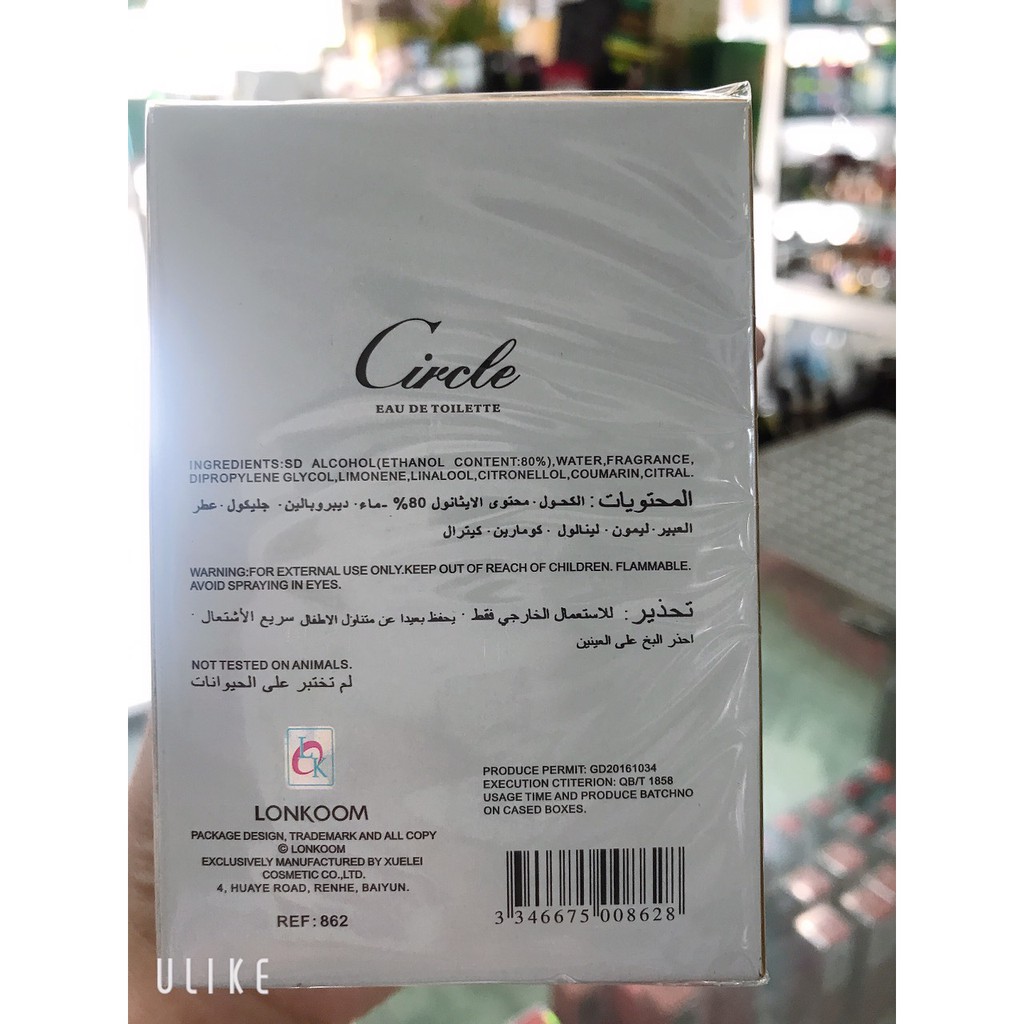 Circle
EAU DE TOILETTE
INGREDIENTS:SD ALCOHOL(ETHANOL CONTENT:80%),WATER,FRAGRANCE,
DIPROPYLENE GLYCOL,LIMONENE,LINALOOL,CITRONELLOL,COUMARIN,CITRAL.
المحتويات : الكحول · محتوى الايثانول 80% -ماء · ديبروبالين · جليكول · عطر
العبير · ليمون · لينالول · كومارين · كيترال
WARNING:FOR EXTERNAL USE ONLY.KEEP OUT OF REACH OF CHILDREN. FLAMMABLE.
AVOID SPRAYING IN EYES.
تحذير : للاستعمال الخارجي فقط · يحفظ بعيدا عن متناول الاطفال سريع الأشتعال ·
احذر البخ على العينين
NOT TESTED ON ANIMALS.
لم تختبر على الحيوانات
LCK
LONKOOM
PACKAGE DESIGN, TRADEMARK AND ALL COPY
© LONKOOM
EXCLUSIVELY MANUFACTURED BY XUELEI
COSMETIC CO.,LTD.
4, HUAYE ROAD, RENHE, BAIYUN.
REF: 862
PRODUCE PERMIT: GD20161034
EXECUTION CTITERION: QB/T 1858
USAGE TIME AND PRODUCE BATCHNO
ON CASED BOXES.
3 346675 008628
ULIKE